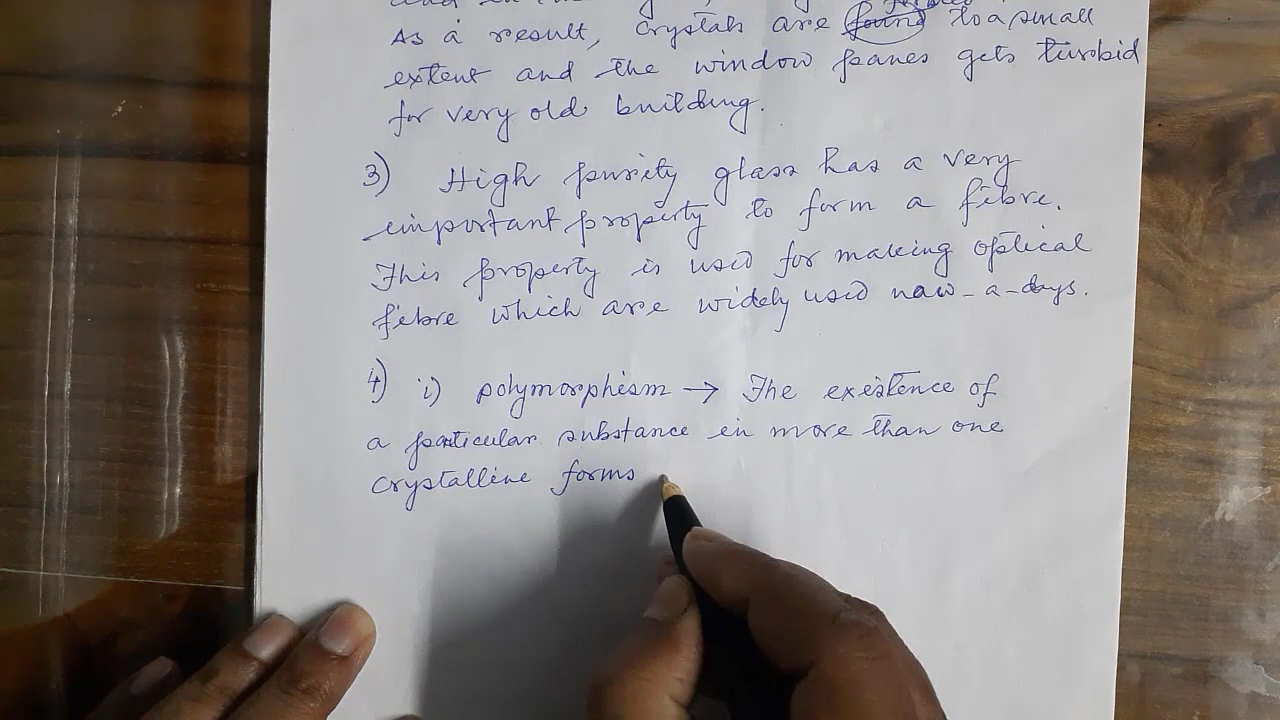 As a result, crystals are found to a small
extent and the window panes gets turbid
for very old building.
3) High purity glass has a very
important property to form a fibre.
This property is used for making optical
fibre which are widely used now-a-days.
4) i) polymorphism → The existence of
a particular substance in more than one
crystalline forms